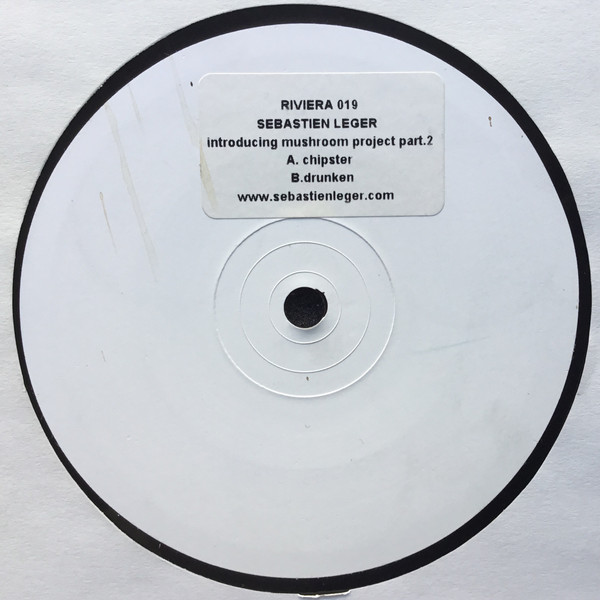 RIVIERA 019
SEBASTIEN LEGER
introducing mushroom project part.2
A. chipster
B.drunken
www.sebastienleger.com